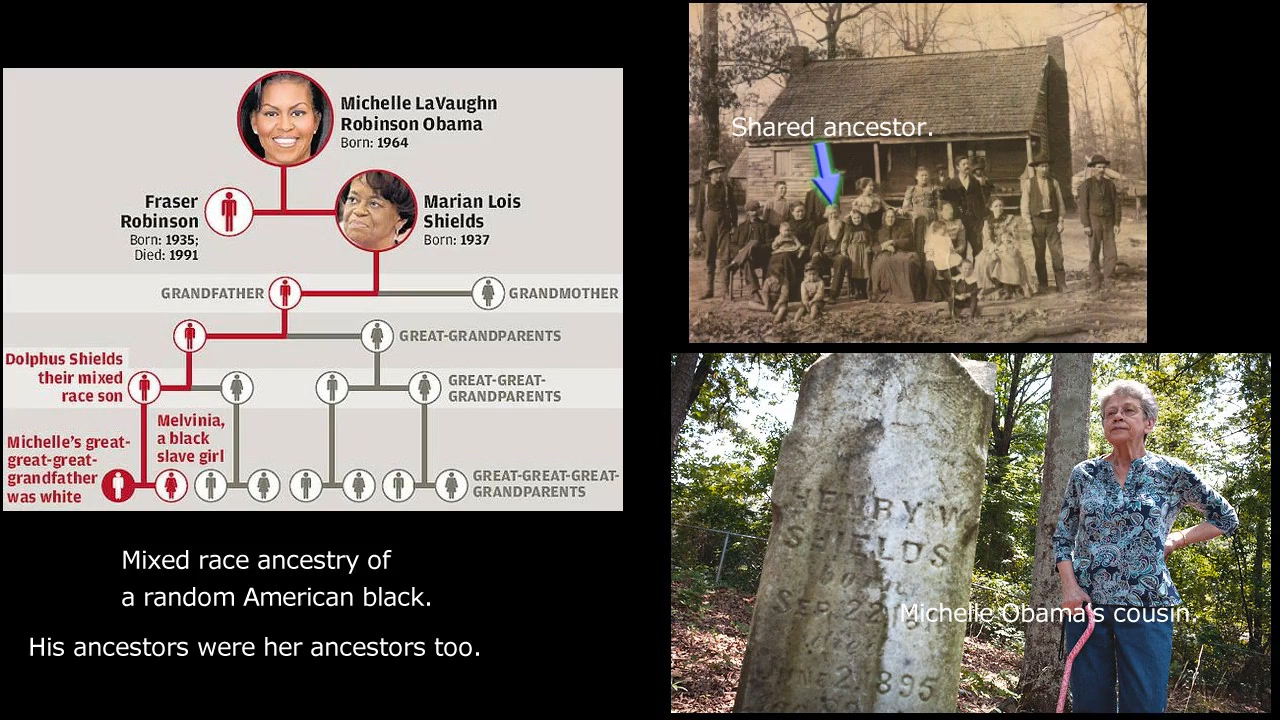 Michelle LaVaughn
Robinson Obama
Born: 1964
Fraser
Robinson
Born: 1935;
Died: 1991
Marian Lois
Shields
Born: 1937
GRANDFATHER
GRANDMOTHER
GREAT-GRANDPARENTS
Dolphus Shields
their mixed
race son
GREAT-GREAT-
GRANDPARENTS
Melvinia,
a black
slave girl
Michelle's great-
great-great-
grandfather
was white
GREAT-GREAT-GREAT-
GRANDPARENTS
Mixed race ancestry of
a random American black.
His ancestors were her ancestors too.
Shared ancestor.
HENRY W
SHIELDS
SEP. 22
895
Michelle Obama's cousin.